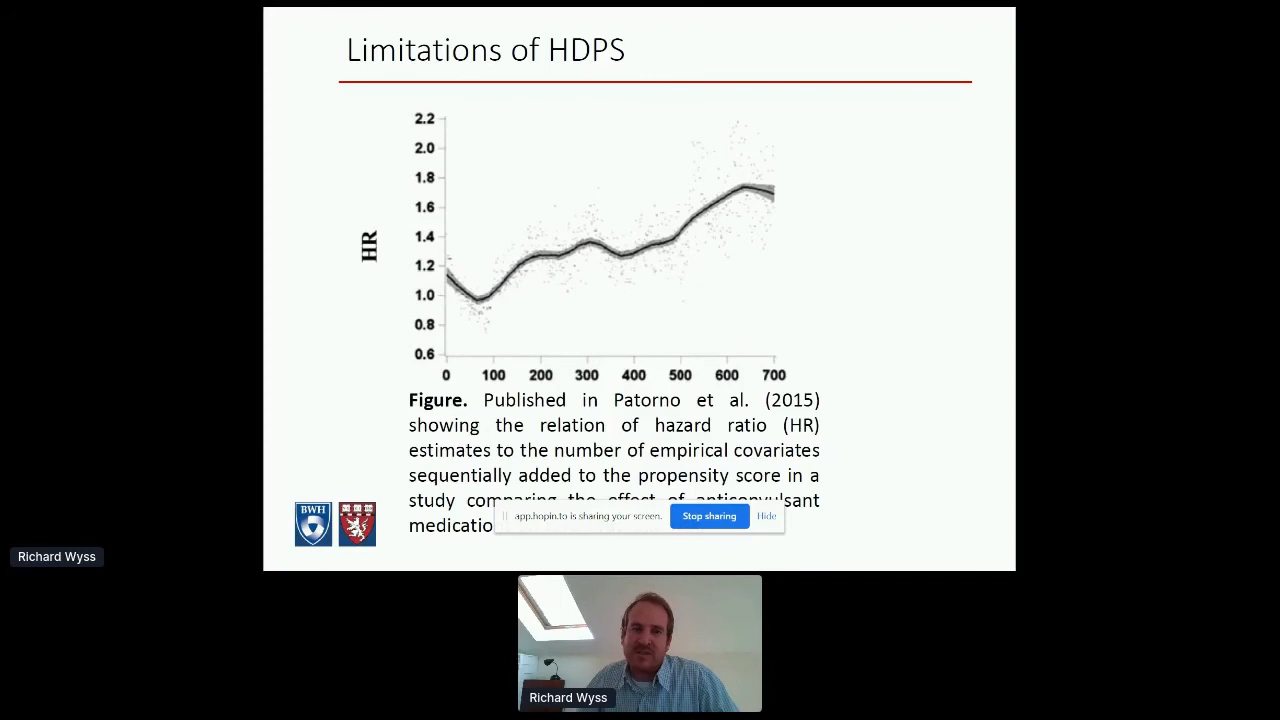 Limitations of HDPS
2.2
2.0
1.8
1.6
1.4
1.2
1.0
0.8
0.6
HR
0 100 200 300 400 500 600 700
Figure. Published in Patorno et al. (2015)
showing the relation of hazard ratio (HR)
estimates to the number of empirical covariates
sequentially added to the propensity score in a
study comparing the effect of anticonvulsant
medicatio
BWH
app.hopin.to is sharing your screen.
Stop sharing
Hide
Richard Wyss
Richard Wyss